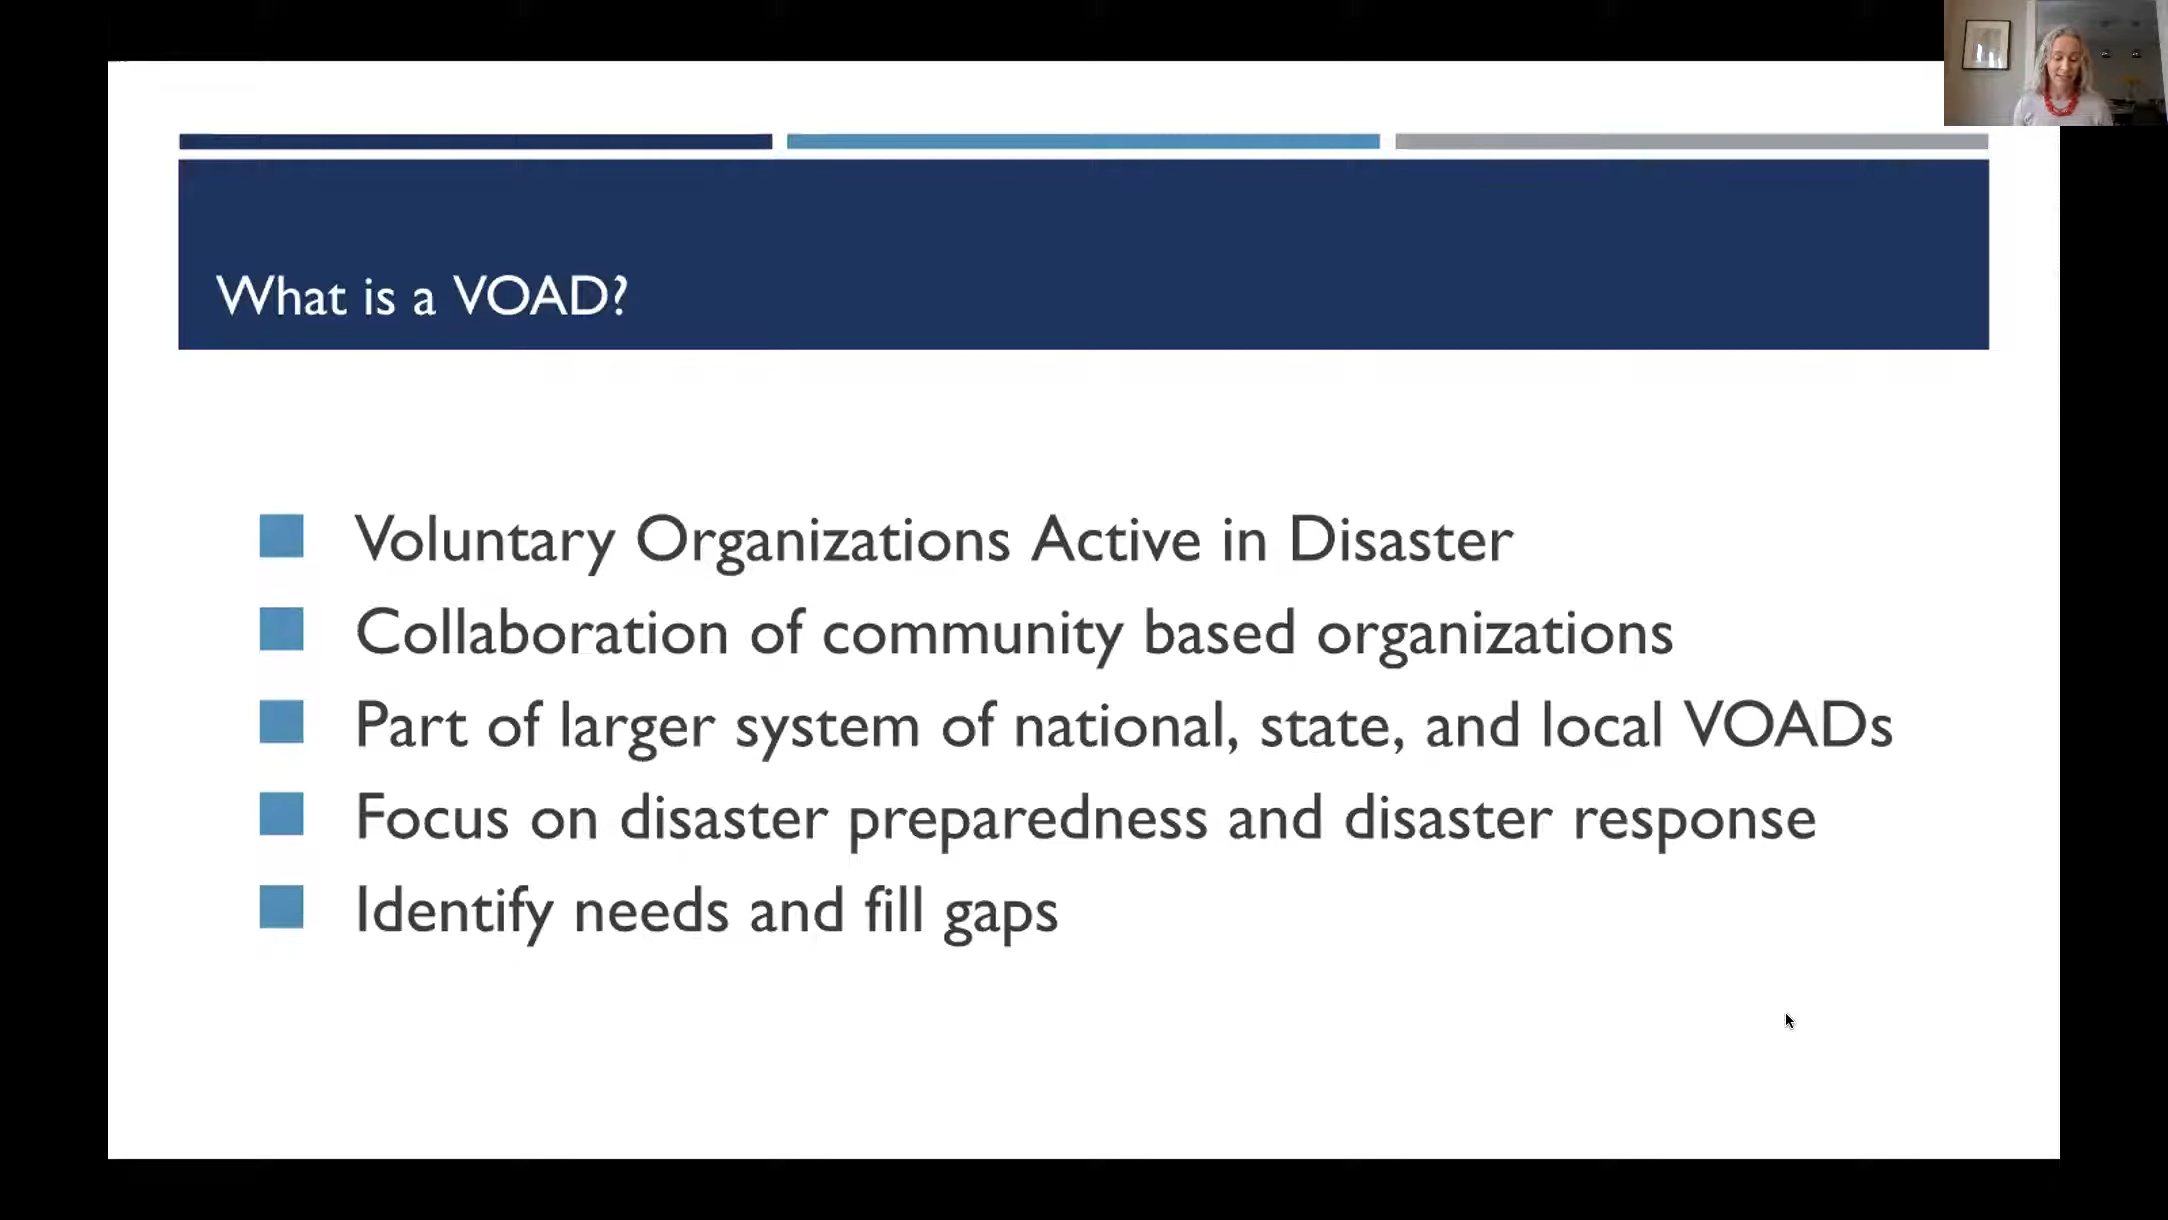 What is a VOAD?
Voluntary Organizations Active in Disaster
Collaboration of community based organizations
Part of larger system of national, state, and local VOADs
Focus on disaster preparedness and disaster response
Identify needs and fill gaps